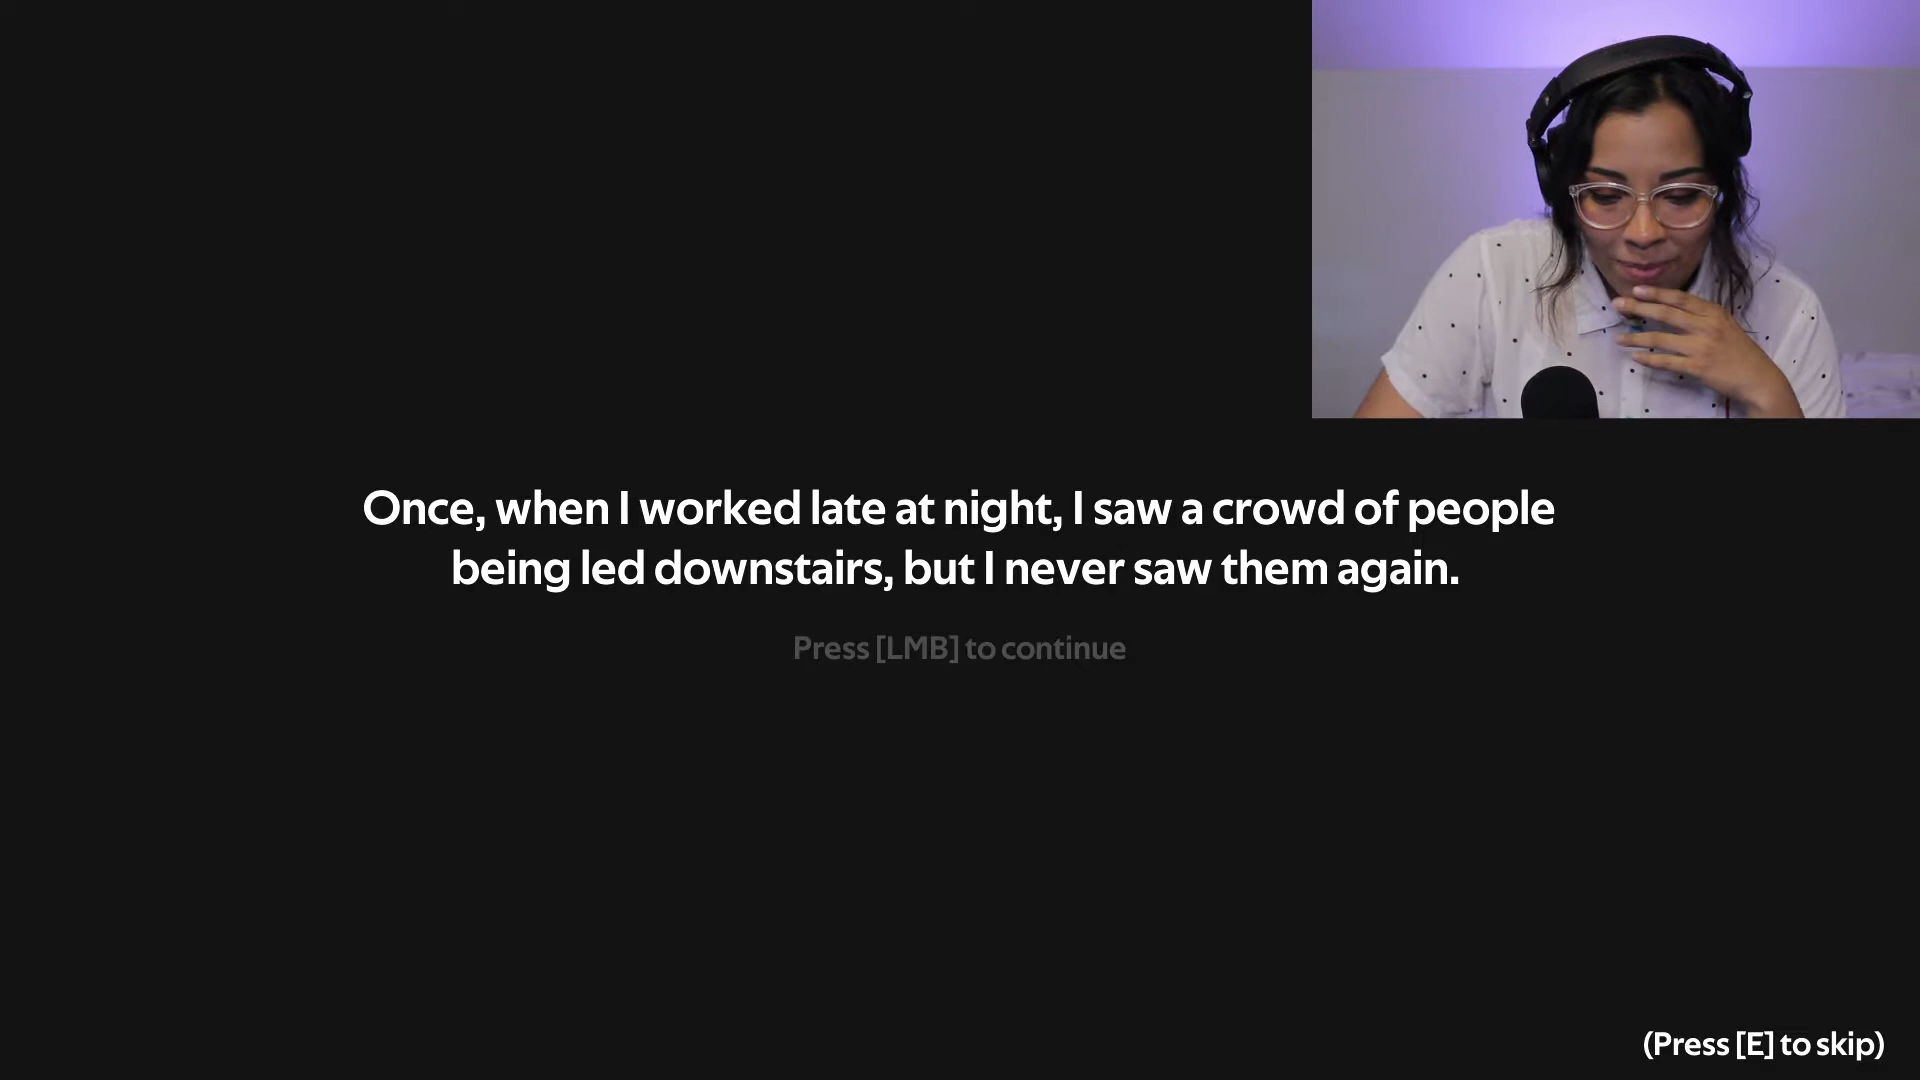 Once, when I worked late at night, I saw a crowd of people
being led downstairs, but I never saw them again.
Press [LMB] to continue
(Press [E] to skip)